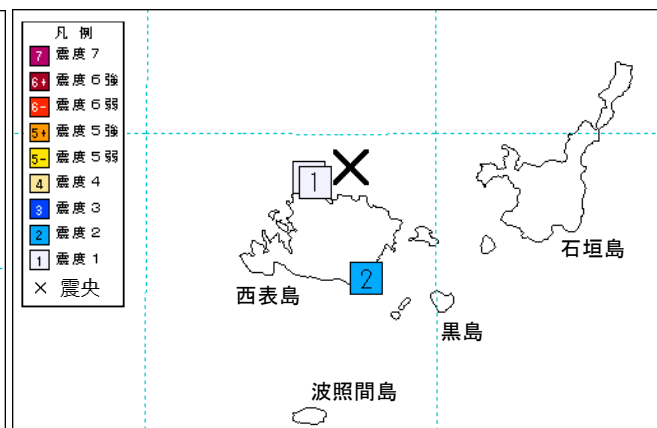 凡 例
7 震度7
6+ 震度6強
6- 震度6弱
5+ 震度5強
5- 震度5弱
4 震度4
3 震度3
2 震度2
1 震度1
× 震央
1
2
石垣島
西表島
黒島
波照間島